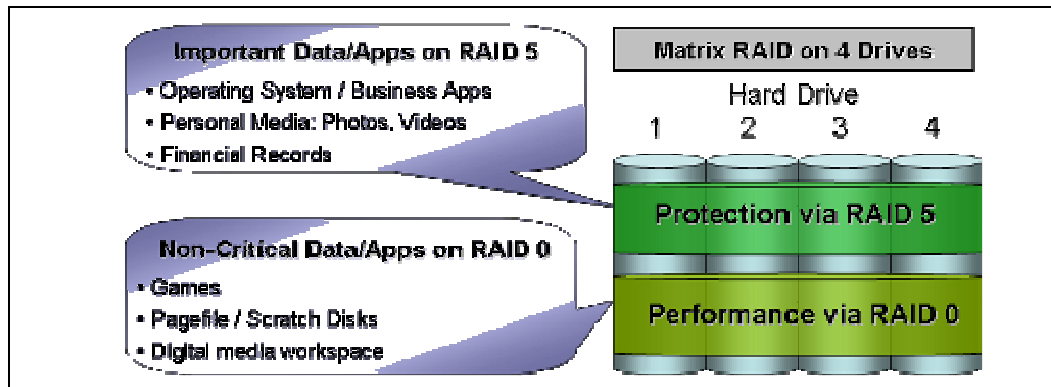 Important Data/Apps on RAID 5
• Operating System / Business Apps
• Personal Media: Photos, Videos
• Financial Records
Non-Critical Data/Apps on RAID 0
• Games
• Pagefile / Scratch Disks
• Digital media workspace
Matrix RAID on 4 Drives
Hard Drive
1 2 3 4
Protection via RAID 5
Performance via RAID 0